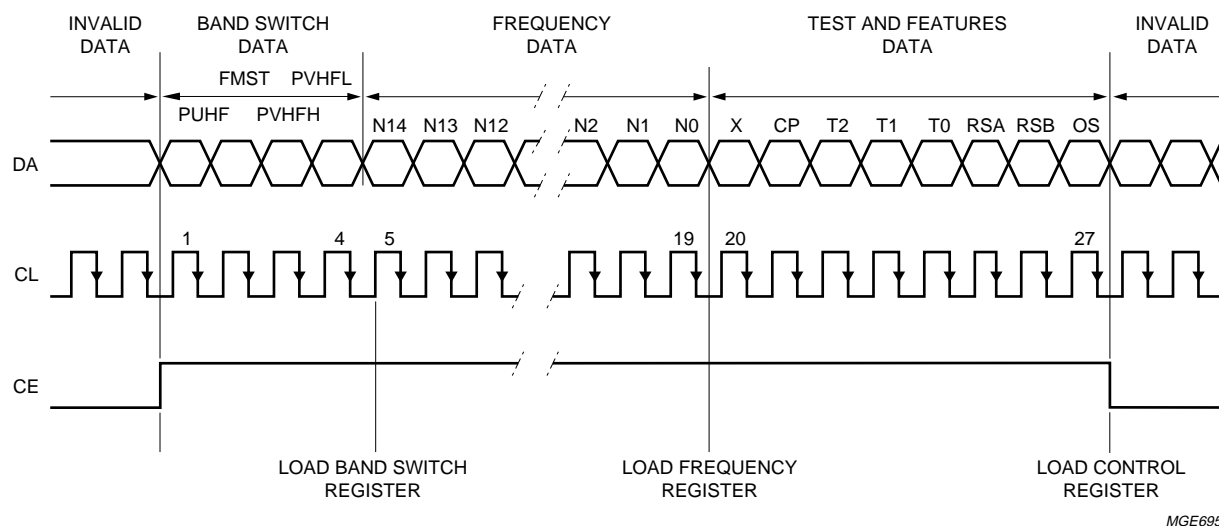 INVALID DATA
BAND SWITCH DATA
FREQUENCY DATA
TEST AND FEATURES DATA
INVALID DATA
FMST PVHFL
PUHF PVHFH
N14 N13 N12 N2 N1 N0 X CP T2 T1 T0 RSA RSB OS
DA
1 4 5 19 20 27
CL
CE
LOAD BAND SWITCH REGISTER
LOAD FREQUENCY REGISTER
LOAD CONTROL REGISTER
MGE695